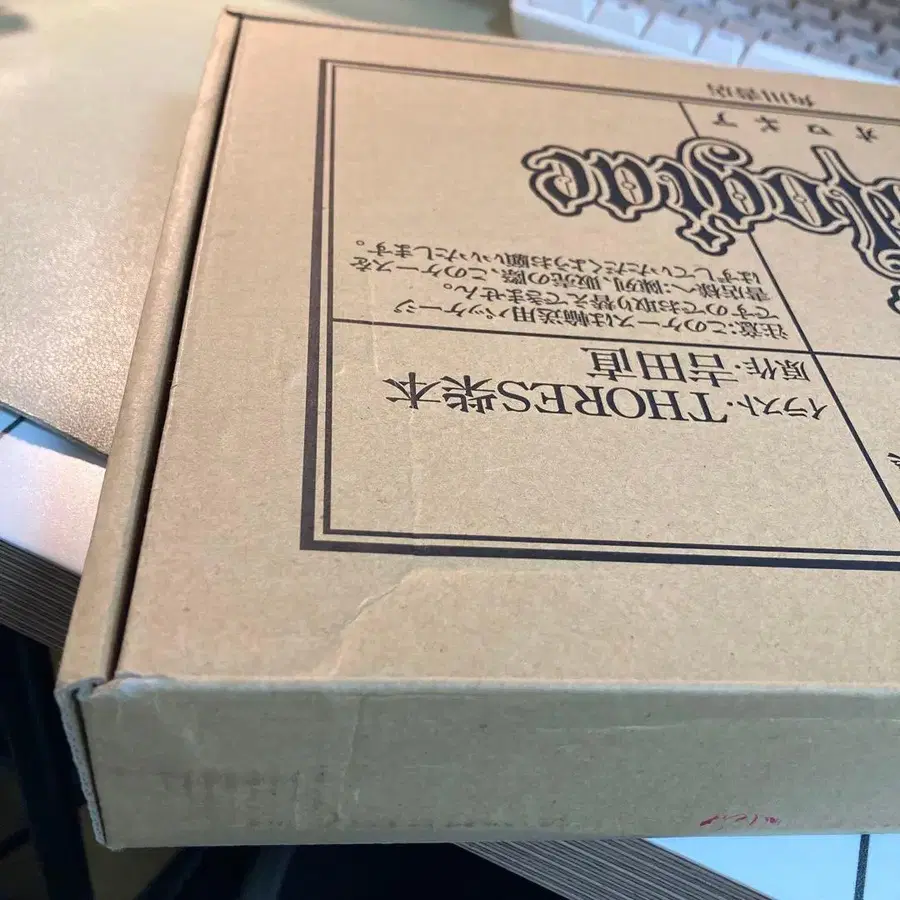 イラスト・THORES柴本
原作・吉田直
注意:このケースは輸送用パッケージ
ですのでお取り替えできません。
書店様へ:陳列、販売の際、このケースを
はずしていただくようお願いいたします。
オロギア
角川書店